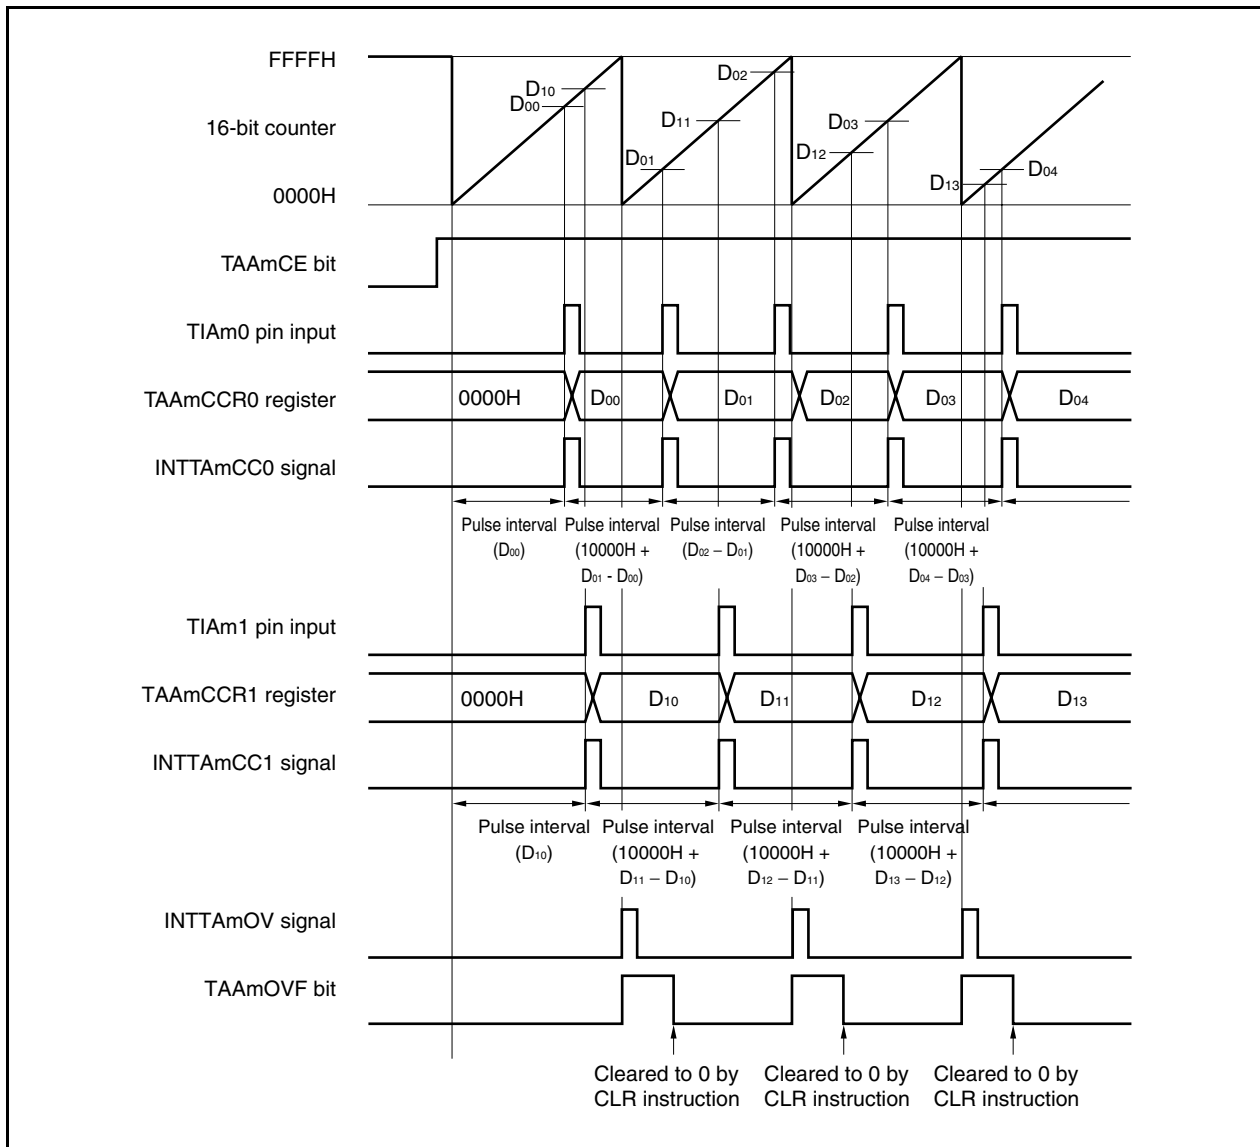 FFFFH
D10
D00
D02
16-bit counter
D11
D03
D01
D12
D13
D04
0000H
TAAmCE bit
TIAm0 pin input
TAAmCCR0 register
0000H
D00
D01
D02
D03
D04
INTTAmCC0 signal
Pulse interval
(D00)
Pulse interval
(10000H +
D01 - D00)
Pulse interval
(D02 – D01)
Pulse interval
(10000H +
D03 – D02)
Pulse interval
(10000H +
D04 – D03)
TIAm1 pin input
TAAmCCR1 register
0000H
D10
D11
D12
D13
INTTAmCC1 signal
Pulse interval
(D10)
Pulse interval
(10000H +
D11 – D10)
Pulse interval
(10000H +
D12 – D11)
Pulse interval
(10000H +
D13 – D12)
INTTAmOV signal
TAAmOVF bit
Cleared to 0 by
CLR instruction
Cleared to 0 by
CLR instruction
Cleared to 0 by
CLR instruction